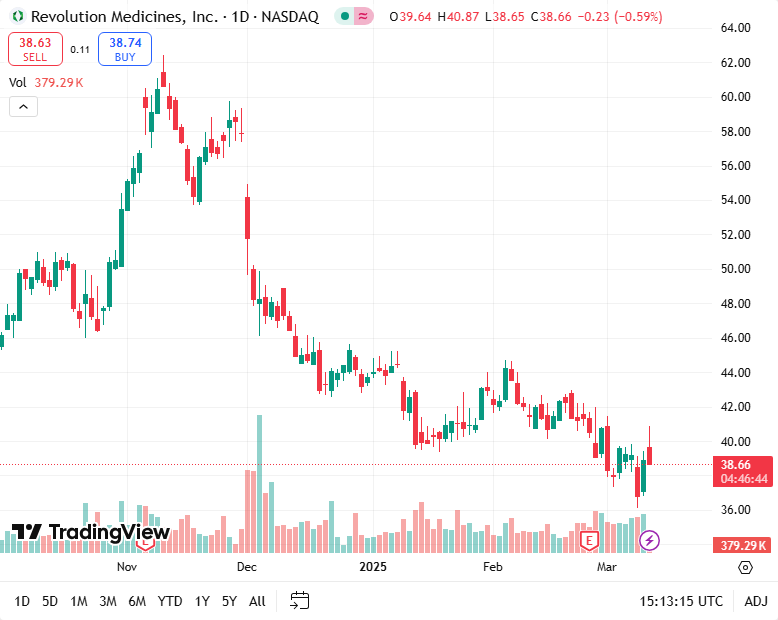 Revolution Medicines, Inc. · 1D · NASDAQ O39.64 H40.87 L38.65 C38.66 −0.23 (−0.59%)
38.63 SELL 0.11 38.74 BUY
Vol 379.29K
64.00
62.00
60.00
58.00
56.00
54.00
52.00
50.00
48.00
46.00
44.00
42.00
40.00
38.66
04:46:44
36.00
379.29K
TradingView
E
E
Nov Dec 2025 Feb Mar
1D 5D 1M 3M 6M YTD 1Y 5Y All 15:13:15 UTC ADJ